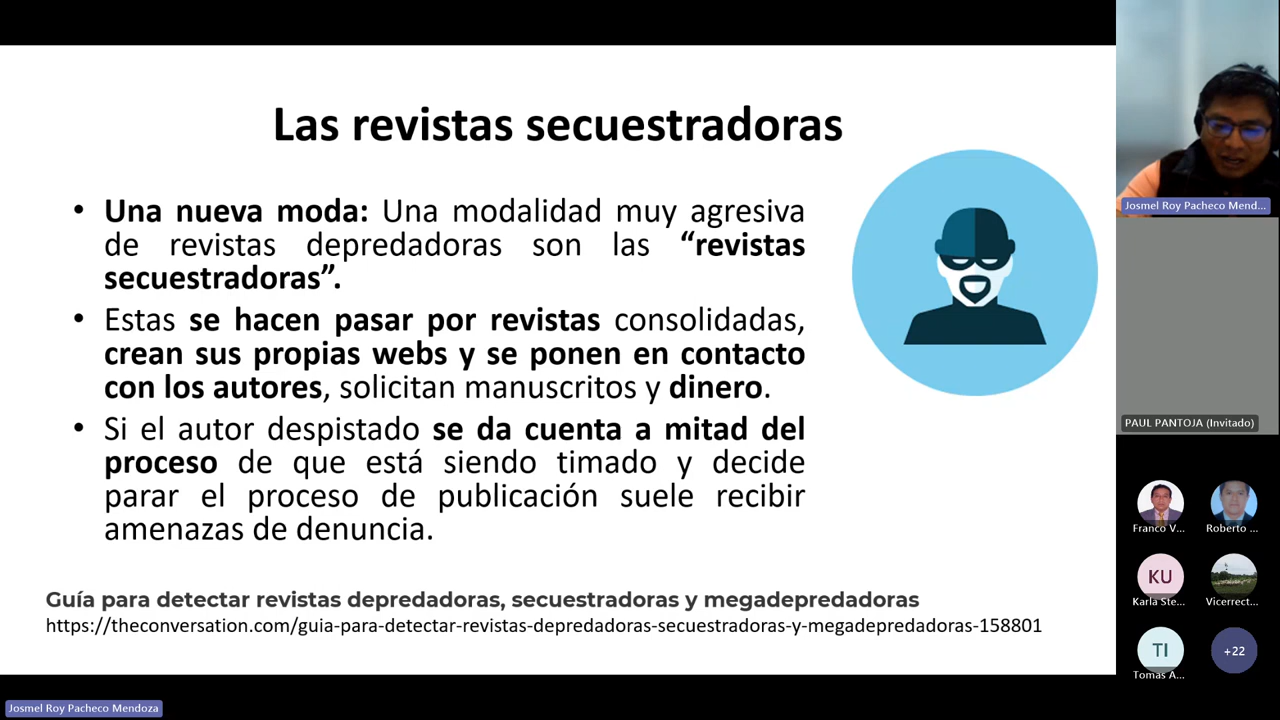 Las revistas secuestradoras
• Una nueva moda: Una modalidad muy agresiva
de revistas depredadoras son las “revistas
secuestradoras”.
• Estas se hacen pasar por revistas consolidadas,
crean sus propias webs y se ponen en contacto
con los autores, solicitan manuscritos y dinero.
• Si el autor despistado se da cuenta a mitad del
proceso de que está siendo timado y decide
parar el proceso de publicación suele recibir
amenazas de denuncia.
Guía para detectar revistas depredadoras, secuestradoras y megadepredadoras
https://theconversation.com/guia-para-detectar-revistas-depredadoras-secuestradoras-y-megadepredadoras-158801
Josmel Roy Pacheco Mendoza
Josmel Roy Pacheco Mend...
PAUL PANTOJA (Invitado)
Franco V...
Roberto ...
KU
Karla Ste...
Vicerrect...
TI
Tomas A...
+22